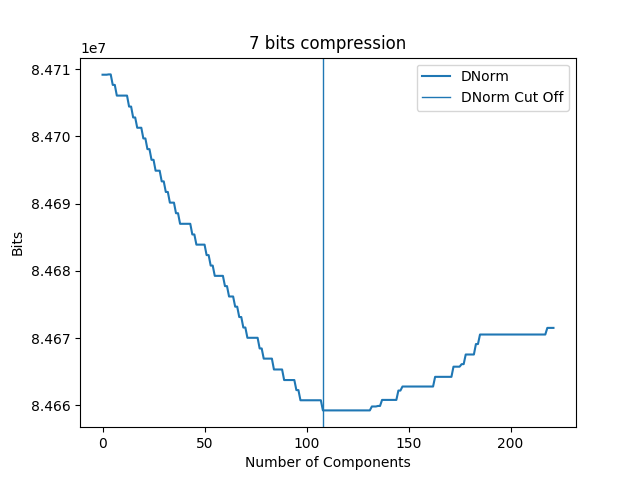 7 bits compression
1e7
8.471
8.470
8.469
8.468
8.467
8.466
Bits
DNorm
DNorm Cut Off
0 50 100 150 200
Number of Components